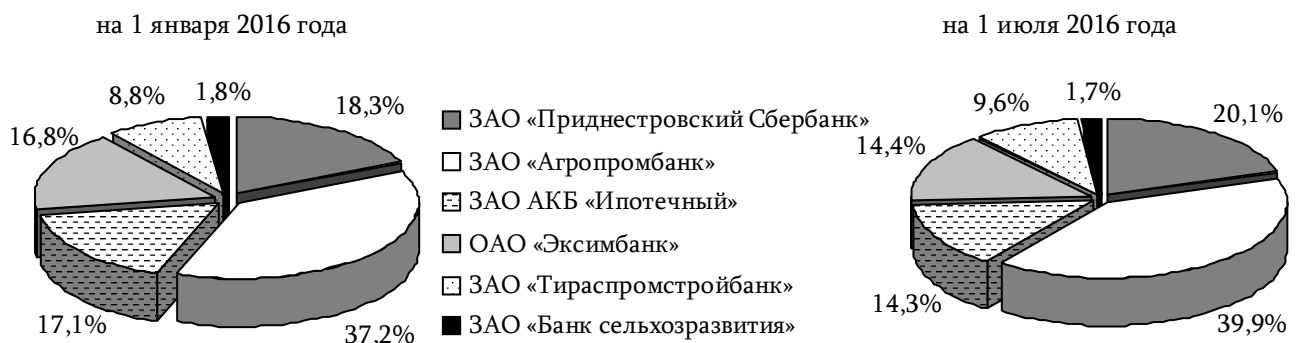 на 1 января 2016 года
8,8%
1,8%
18,3%
16,8%
17,1%
37,2%
ЗАО «Приднестровский Сбербанк»
ЗАО «Агропромбанк»
ЗАО АКБ «Ипотечный»
ОАО «Эксимбанк»
ЗАО «Тираспромстройбанк»
ЗАО «Банк сельхозразвития»
на 1 июля 2016 года
9,6%
1,7%
20,1%
14,4%
14,3%
39,9%